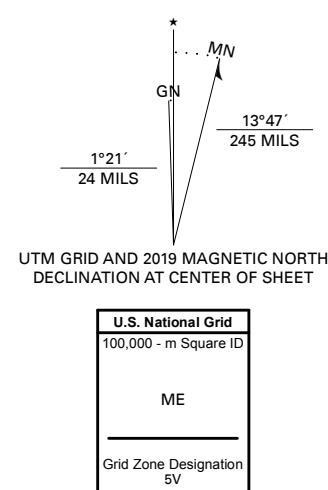 ★
MN
GN
13°47´
245 MILS
1°21´
24 MILS
UTM GRID AND 2019 MAGNETIC NORTH
DECLINATION AT CENTER OF SHEET
U.S. National Grid
100,000 - m Square ID
ME
Grid Zone Designation
5V